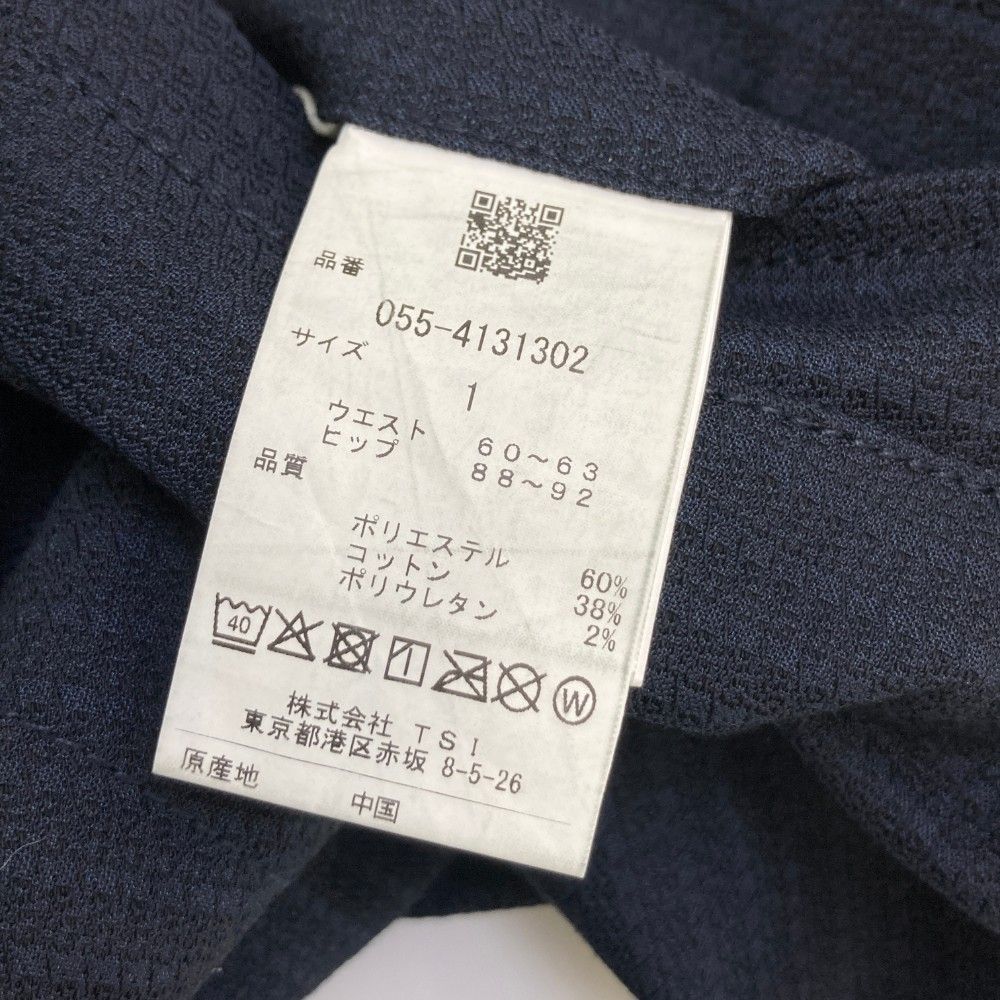 品番
055-4131302
サイズ
1
ウエスト 60～63
ヒップ 88～92
品質
ポリエステル 60%
コットン 38%
ポリウレタン 2%
40
W
株式会社 TSI
東京都港区赤坂 8-5-26
原産地
中国